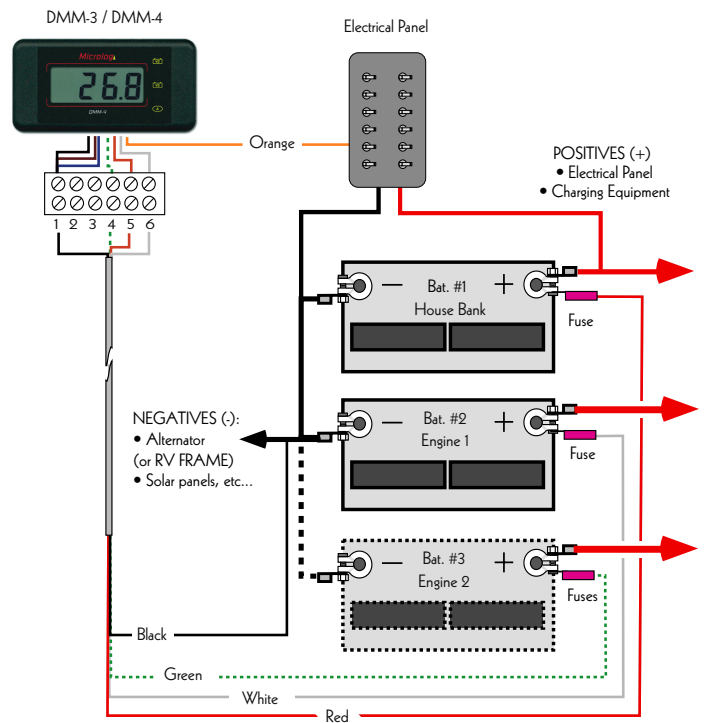 DMM-3 / DMM-4
Electrical Panel
Microlog
26.8
DMM-4
Orange
POSITIVES (+)
• Electrical Panel
• Charging Equipment
1 2 3 4 5 6
− Bat. #1 +
House Bank
Fuse
NEGATIVES (-):
• Alternator
(or RV FRAME)
• Solar panels, etc...
− Bat. #2 +
Engine 1
Fuse
− Bat. #3 +
Engine 2
Fuses
Black
Green
White
Red